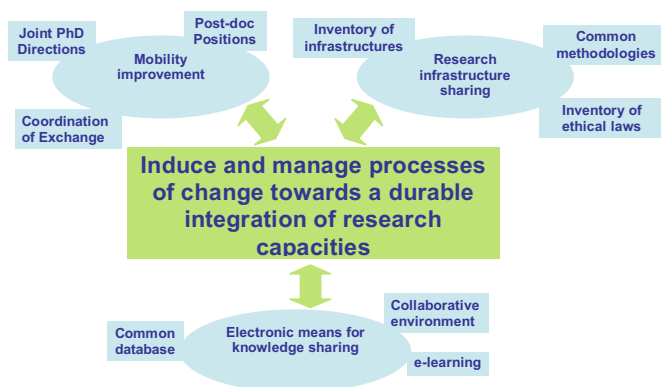 Joint PhD
Directions
Post-doc
Positions
Mobility
improvement
Coordination
of Exchange
Inventory of
infrastructures
Common
methodologies
Research
infrastructure
sharing
Inventory of
ethical laws
Induce and manage processes
of change towards a durable
integration of research
capacities
Common
database
Electronic means for
knowledge sharing
Collaborative
environment
e-learning